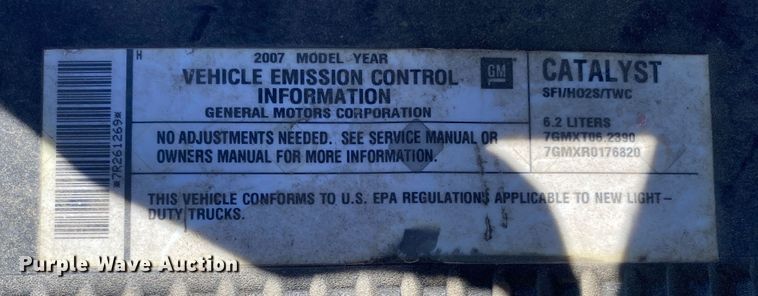 H
2007 MODEL YEAR
VEHICLE EMISSION CONTROL
INFORMATION
GENERAL MOTORS CORPORATION
GM
NO ADJUSTMENTS NEEDED. SEE SERVICE MANUAL OR
OWNERS MANUAL FOR MORE INFORMATION.
CATALYST
SFI/HO2S/TWC
6.2 LITERS
7GMXT06.2390
7GMXR0176820
THIS VEHICLE CONFORMS TO U.S. EPA REGULATIONS APPLICABLE TO NEW LIGHT-
DUTY TRUCKS.
*7R261269*
Purple Wave Auction